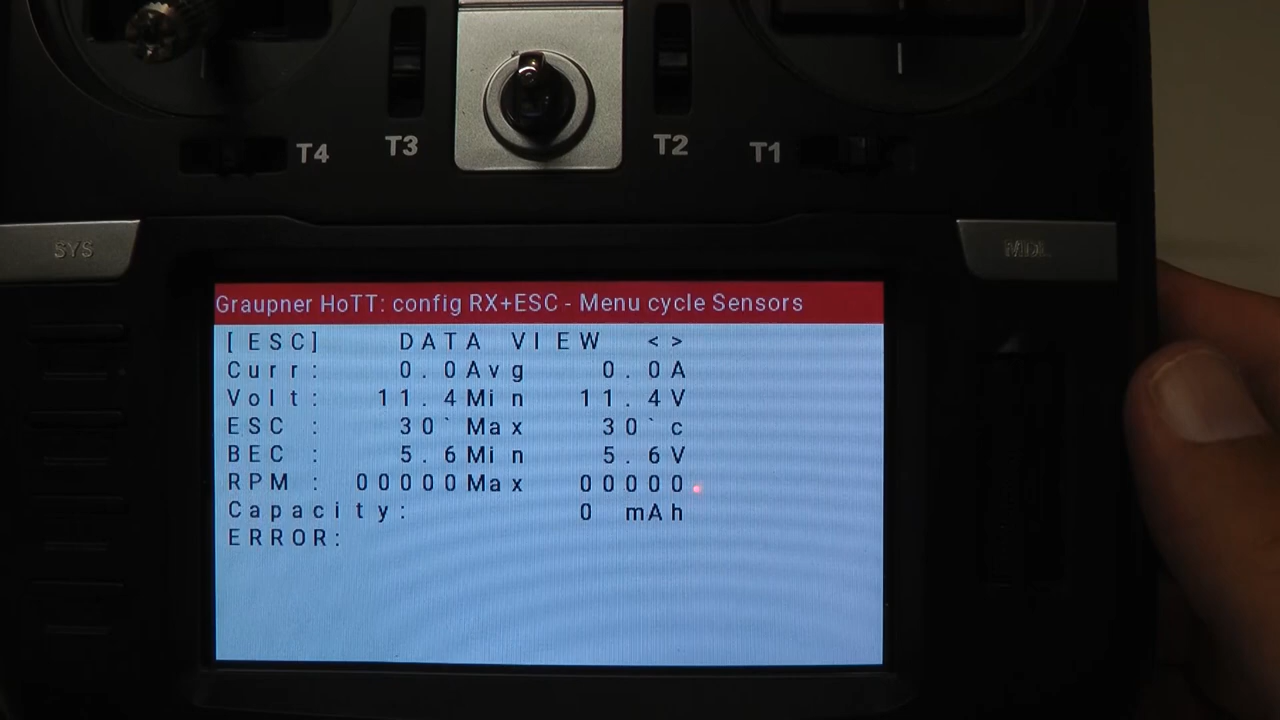 T4 T3 T2 T1
SYS MDL
Graupner HoTT: config RX+ESC - Menu cycle Sensors
[ESC] DATA VIEW <>
Curr: 0.0Avg 0.0A
Volt: 11.4Min 11.4V
ESC : 30`Max 30`c
BEC : 5.6Min 5.6V
RPM : 00000Max 00000
Capacity: 0 mAh
ERROR: